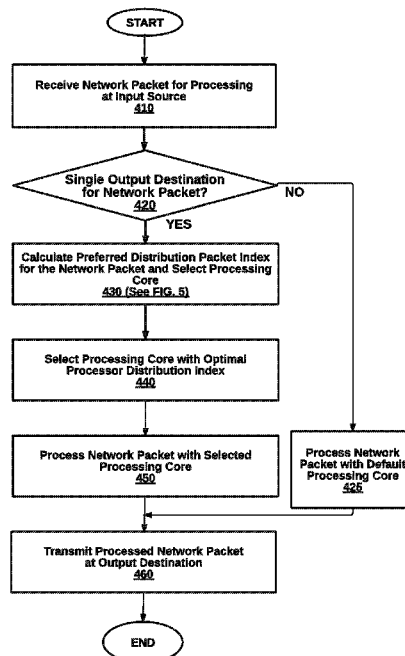 START
Receive Network Packet for Processing
at Input Source
410
Single Output Destination
for Network Packet?
420
NO
YES
Calculate Preferred Distribution Packet Index
for the Network Packet and Select Processing
Core
430 (See FIG. 5)
Select Processing Core with Optimal
Processor Distribution Index
440
Process Network Packet with Selected
Processing Core
450
Process Network
Packet with Default
Processing Core
425
Transmit Processed Network Packet
at Output Destination
460
END